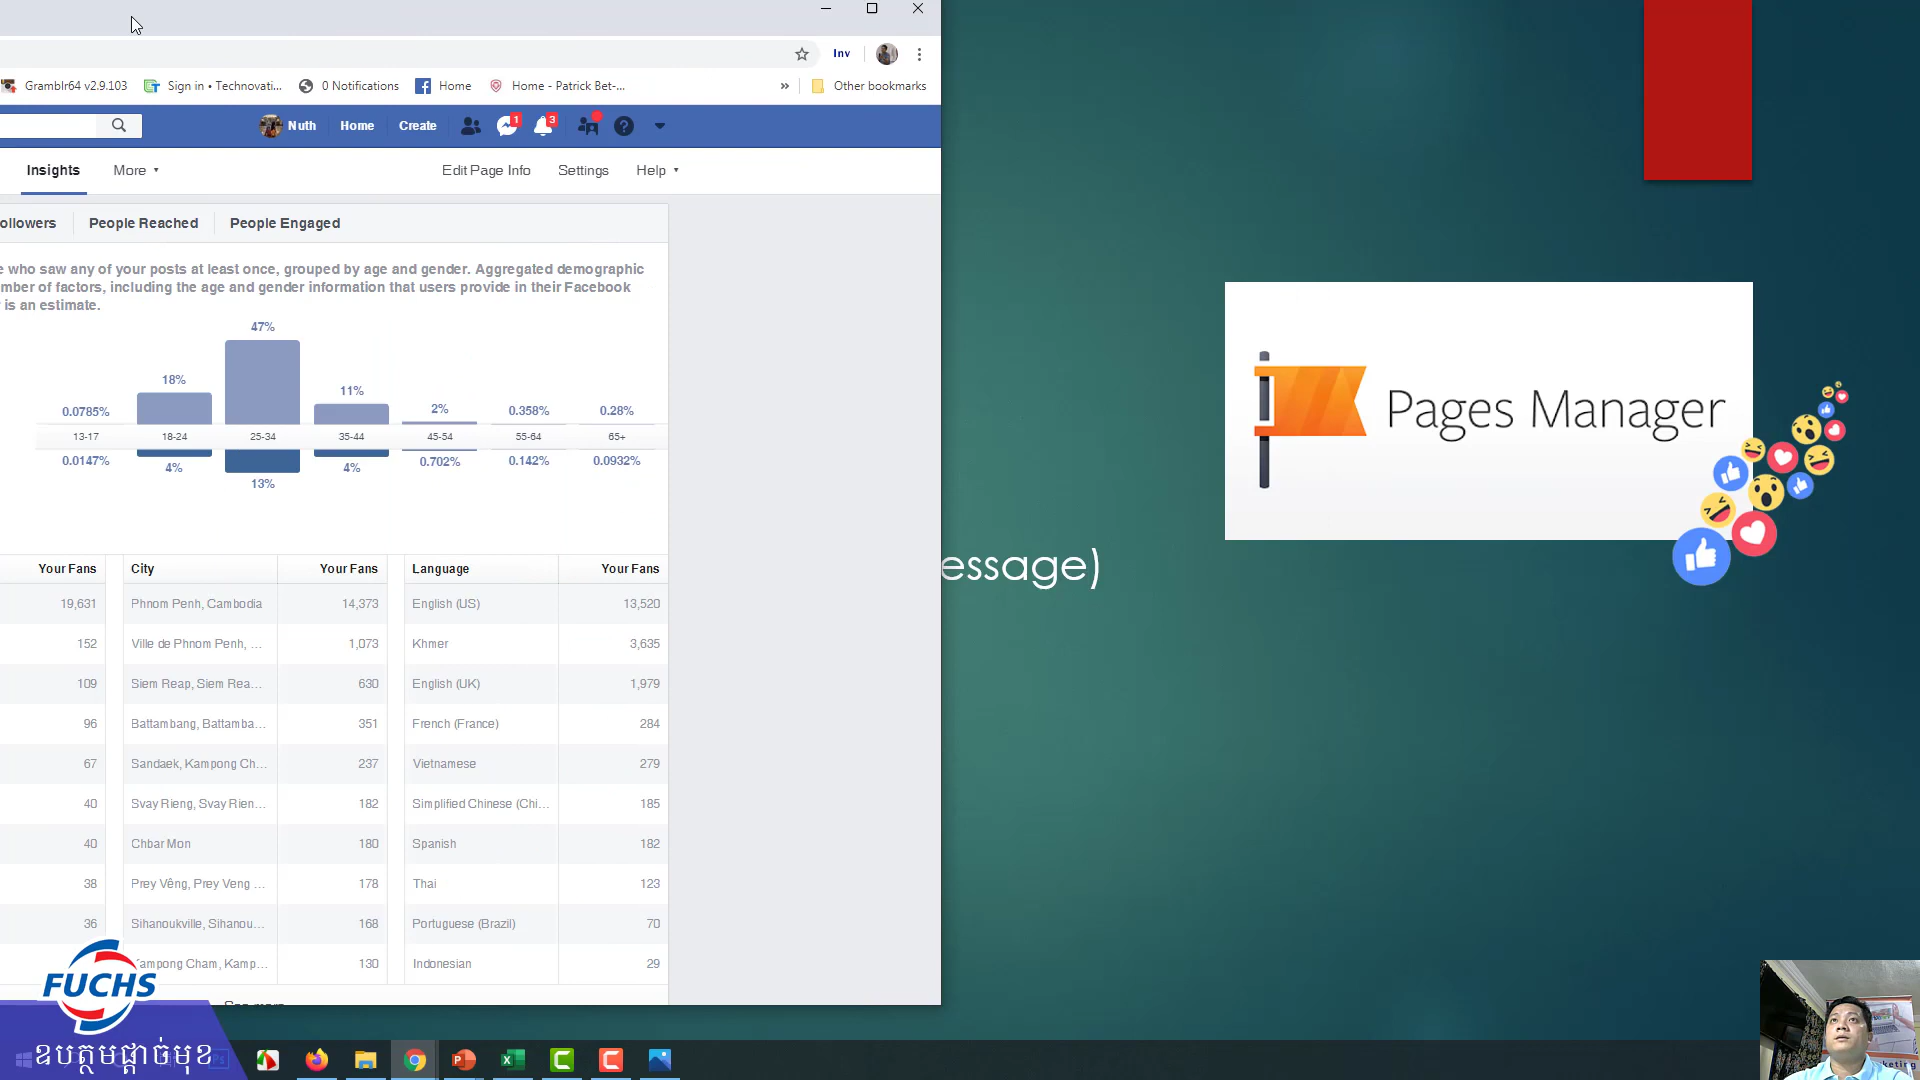 Inv
Gramblr64 v2.9.103
Sign in • Technovati...
0 Notifications
Home
Home - Patrick Bet-...
»
Other bookmarks
Nuth
Home
Create
1
3
Insights
More
Edit Page Info
Settings
Help
ollowers
People Reached
People Engaged
e who saw any of your posts at least once, grouped by age and gender. Aggregated demographic
mber of factors, including the age and gender information that users provide in their Facebook
is an estimate.
0.0785%
18%
47%
11%
2%
0.358%
0.28%
13-17
18-24
25-34
35-44
45-54
55-64
65+
0.0147%
4%
13%
4%
0.702%
0.142%
0.0932%
Your Fans
City
Your Fans
Language
Your Fans
19,631
Phnom Penh, Cambodia
14,373
English (US)
13,520
152
Ville de Phnom Penh, ...
1,073
Khmer
3,635
109
Siem Reap, Siem Rea...
630
English (UK)
1,979
96
Battambang, Battamba...
351
French (France)
284
67
Sandaek, Kampong Ch...
237
Vietnamese
279
40
Svay Rieng, Svay Rien...
182
Simplified Chinese (Chi...
185
40
Chbar Mon
180
Spanish
182
38
Prey Vêng, Prey Veng ...
178
Thai
123
36
Sihanoukville, Sihanou...
168
Portuguese (Brazil)
70
Kampong Cham, Kamp...
130
Indonesian
29
essage)
Pages Manager
FUCHS
ឧបត្ថមផ្តាច់មុខ